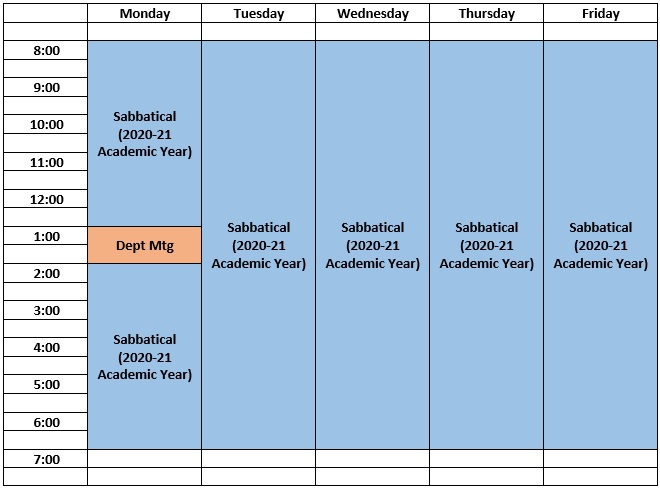 Monday Tuesday Wednesday Thursday Friday
8:00
9:00
10:00
11:00
12:00
1:00
2:00
3:00
4:00
5:00
6:00
7:00
Sabbatical
(2020-21
Academic Year)
Dept Mtg
Sabbatical
(2020-21
Academic Year)
Sabbatical
(2020-21
Academic Year)
Sabbatical
(2020-21
Academic Year)
Sabbatical
(2020-21
Academic Year)
Sabbatical
(2020-21
Academic Year)